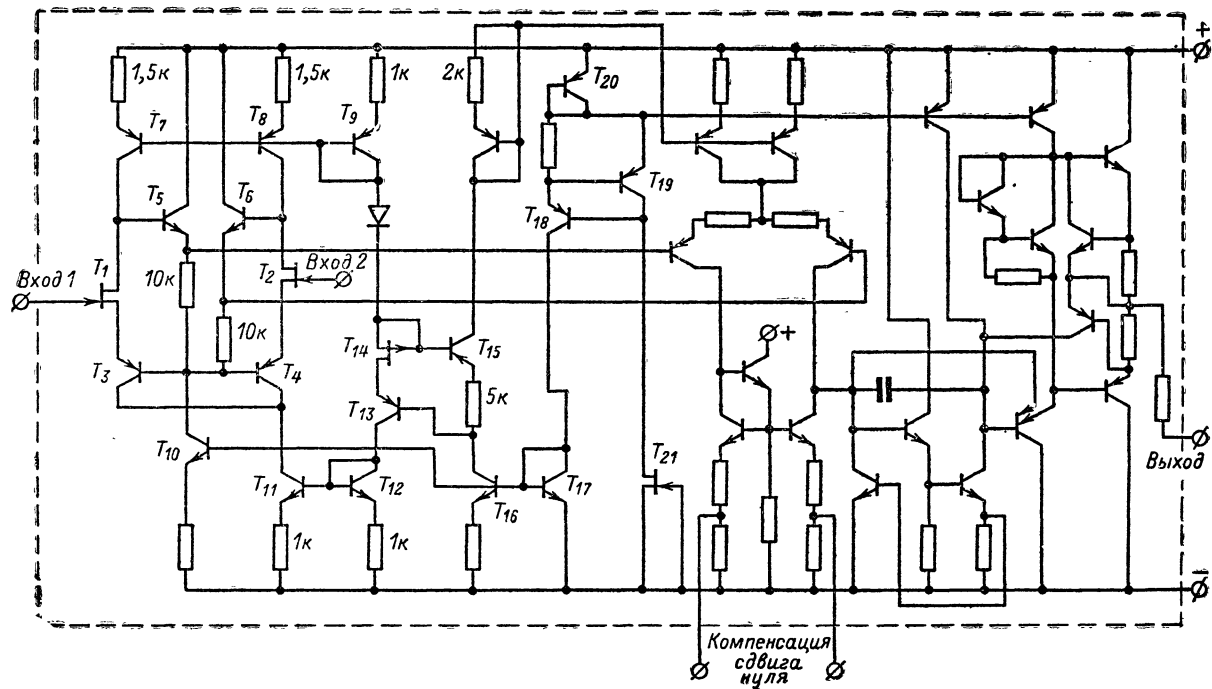 +
1,5к
1,5к
1к
2к
T20
T7
T8
T9
T19
T5
T6
T18
Вход 1
T1
10к
T2
Вход 2
+
10к
T14
T15
T3
T4
5к
T13
T10
T21
Выход
T11
T12
T16
T17
1к
1к
–
Компенсация
сдвига
нуля